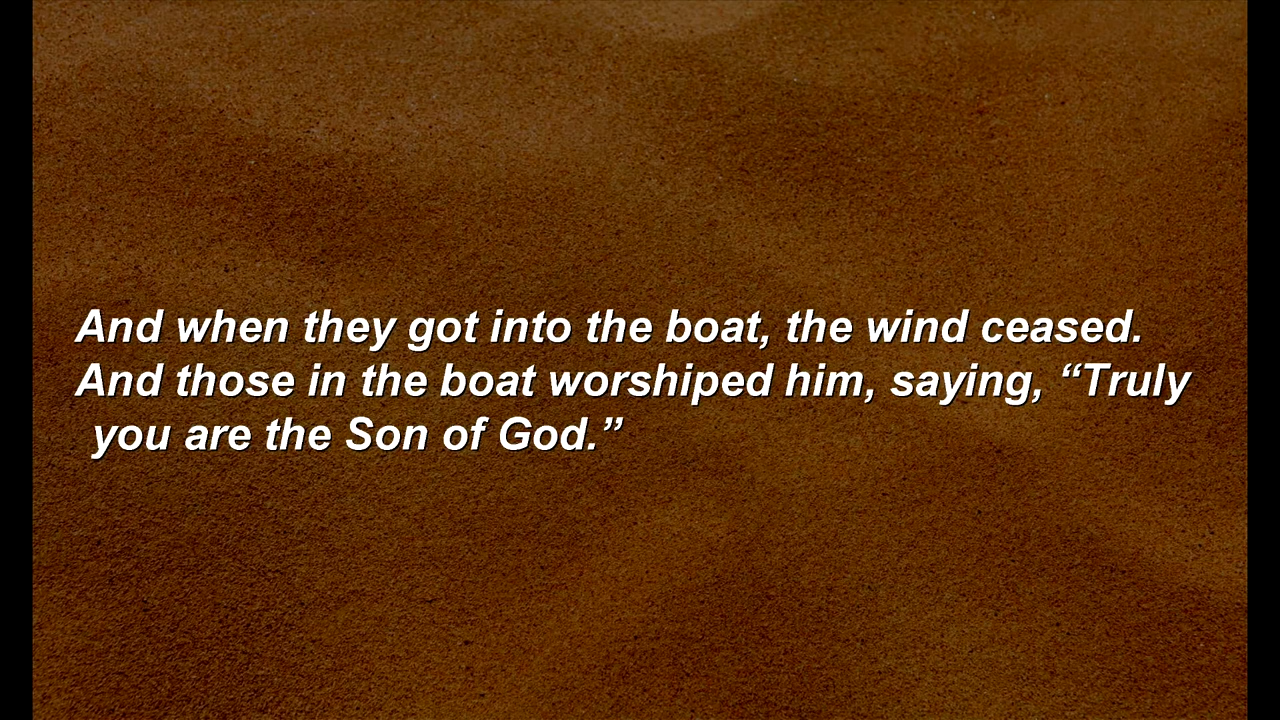 And when they got into the boat, the wind ceased.
And those in the boat worshiped him, saying, “Truly
you are the Son of God.”